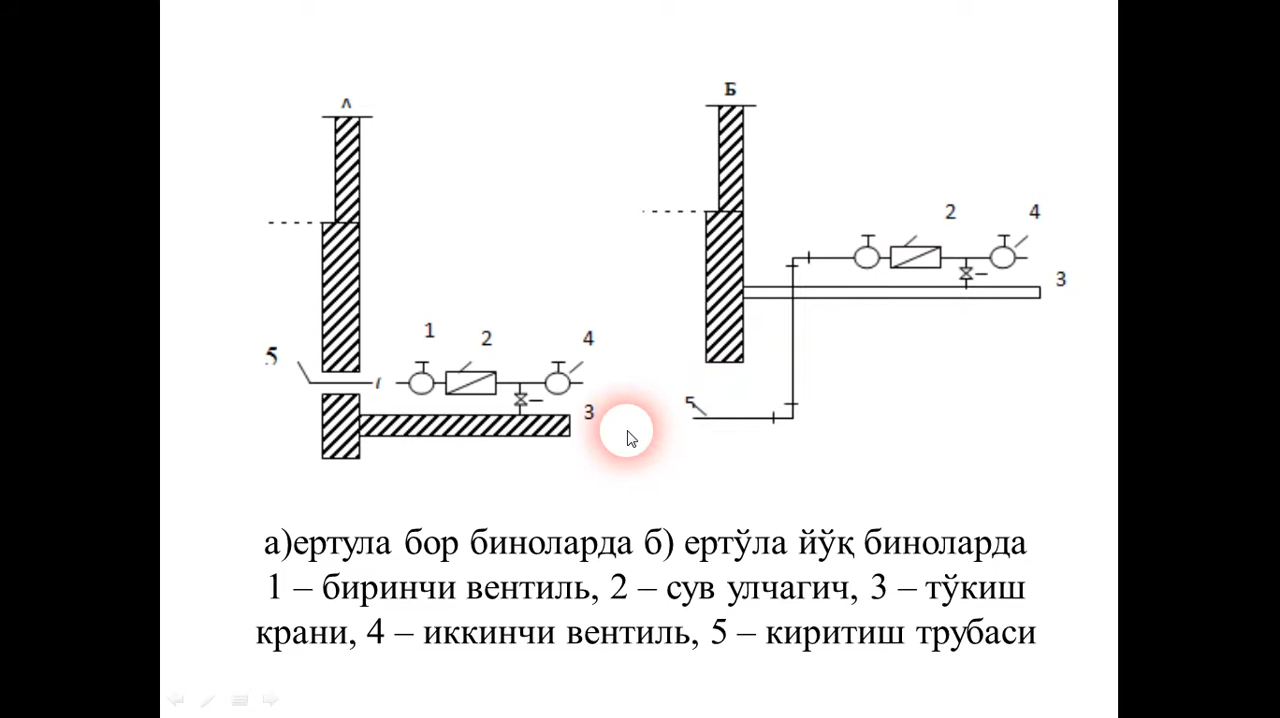 А
Б
2
4
3
1
2
4
5
3
5
а)ертула бор биноларда б) ертўла йўқ биноларда
1 – биринчи вентиль, 2 – сув улчагич, 3 – тўкиш
крани, 4 – иккинчи вентиль, 5 – киритиш трубаси